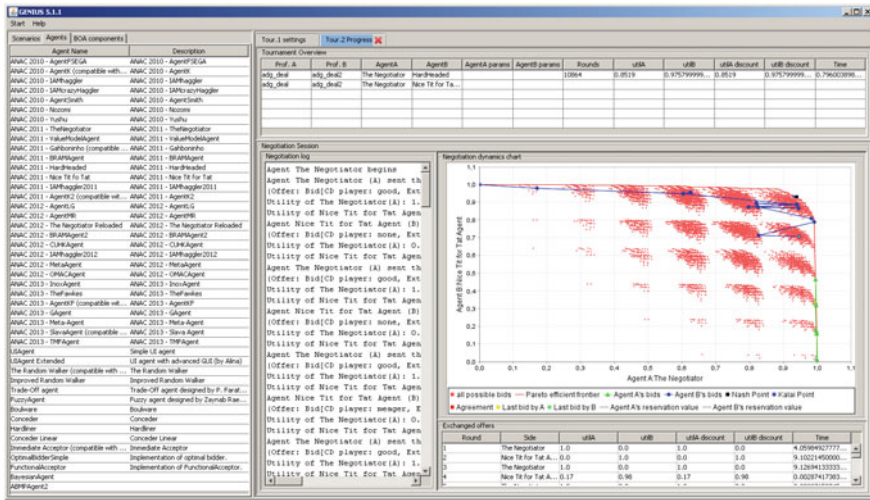 GENIUS 5.1.1
Start Help
Scenarios Agents BOA components
Agent Name Description
ANAC 2010 - AgentFSEGA ANAC 2010 - AgentFSEGA
ANAC 2010 - AgentK (compatible with... ANAC 2010 - AgentK
ANAC 2010 - IAMhaggler ANAC 2010 - IAMhaggler
ANAC 2010 - IAMcrazyHaggler ANAC 2010 - IAMcrazyHaggler
ANAC 2010 - AgentSmith ANAC 2010 - AgentSmith
ANAC 2010 - Nozomi ANAC 2010 - Nozomi
ANAC 2010 - Yushu ANAC 2010 - Yushu
ANAC 2011 - TheNegotiator ANAC 2011 - TheNegotiator
ANAC 2011 - ValueModelAgent ANAC 2011 - ValueModelAgent
ANAC 2011 - Gahboninho (compatible ... ANAC 2011 - Gahboninho
ANAC 2011 - BRAMAgent ANAC 2011 - BRAMAgent
ANAC 2011 - HardHeaded ANAC 2011 - HardHeaded
ANAC 2011 - Nice Tit fo Tat ANAC 2011 - Nice Tit for Tat
ANAC 2011 - IAMhaggler2011 ANAC 2011 - IAMhaggler2011
ANAC 2011 - AgentK2 (compatible wit... ANAC 2011 - AgentK2
ANAC 2012 - AgentLG ANAC 2012 - AgentLG
ANAC 2012 - AgentMR ANAC 2012 - AgentMR
ANAC 2012 - The Negotiator Reloaded ANAC 2012 - The Negotiator Reloaded
ANAC 2012 - BRAMAgent2 ANAC 2012 - BRAMAgent2
ANAC 2012 - CUHKAgent ANAC 2012 - CUHKAgent
ANAC 2012 - IAMhaggler2012 ANAC 2012 - IAMhaggler2012
ANAC 2012 - MetaAgent ANAC 2012 - MetaAgent
ANAC 2012 - OMACAgent ANAC 2012 - OMACAgent
ANAC 2013 - InoxAgent ANAC 2013 - InoxAgent
ANAC 2013 - TheFawkes ANAC 2013 - TheFawkes
ANAC 2013 - AgentKF (compatible wit... ANAC 2013 - AgentKF
ANAC 2013 - GAgent ANAC 2013 - GAgent
ANAC 2013 - Meta-Agent ANAC 2013 - Meta-Agent
ANAC 2013 - SlavaAgent (compatible ... ANAC 2013 - Slava Agent
ANAC 2013 - TMFAgent ANAC 2013 - TMFAgent
UIAgent Simple UI agent
UIAgent Extended UI agent with advanced GUI (by Alina)
The Random Walker (compatible with ... The Random Walker
Improved Random Walker Improved Random Walker
Trade-Off agent Trade-Off agent designed by P. Farat...
FuzzyAgent Fuzzy agent designed by Zaynab Rae...
Boulware Boulware
Conceder Conceder
Hardliner Hardliner
Conceder Linear Conceder Linear
Immediate Acceptor (compatible with... Immediate Acceptor
OptimalBidderSimple Implementation of optimal bidder.
FunctionalAcceptor Implementation of FunctionalAcceptor.
BayesianAgent
ABMPAgent2
Tour.1 settings Tour.2 Progress
Tournament Overview
Prof. A Prof. B AgentA AgentB AgentA params AgentB params Rounds utilA utilB utilA discount utilB discount Time
adg_deal adg_deal2 The Negotiator HardHeaded 10864 0.8519 0.975799999... 0.8519 0.975799999... 0.796003898...
adg_deal adg_deal2 The Negotiator Nice Tit for Ta...
Negotiation Session
Negotiation log
Agent The Negotiator begins
Agent The Negotiator (A) sent th
(Offer: Bid[CD player: good, Ext
Utility of The Negotiator(A): 1.
Utility of Nice Tit for Tat Agen
Agent Nice Tit for Tat Agent (B)
(Offer: Bid[CD player: none, Ext
Utility of The Negotiator(A): 0.
Utility of Nice Tit for Tat Agen
Agent The Negotiator (A) sent th
(Offer: Bid[CD player: good, Ext
Utility of The Negotiator(A): 1.
Utility of Nice Tit for Tat Agen
Agent Nice Tit for Tat Agent (B)
(Offer: Bid[CD player: none, Ext
Utility of The Negotiator(A): 0.
Utility of Nice Tit for Tat Agen
Agent The Negotiator (A) sent th
(Offer: Bid[CD player: good, Ext
Utility of The Negotiator(A): 1.
Utility of Nice Tit for Tat Agen
Agent Nice Tit for Tat Agent (B)
(Offer: Bid[CD player: meager, E
Utility of The Negotiator(A): 0.
Utility of Nice Tit for Tat Agen
Agent The Negotiator (A) sent th
(Offer: Bid[CD player: good, Ext
Utility of The Negotiator(A): 1.
Utility of Nice Tit for Tat Agen
Negotiation dynamics chart
1,1
1,0
0,9
0,8
0,7
0,6
0,5
0,4
0,3
0,2
0,1
0,0
Agent B:Nice Tit for Tat Agent
0,0 0,1 0,2 0,3 0,4 0,5 0,6 0,7 0,8 0,9 1,0 1,1
Agent A:The Negotiator
all possible bids Pareto efficient frontier Agent A's bids Agent B's bids Nash Point Kalai Point
Agreement Last bid by A Last bid by B Agent A's reservation value Agent B's reservation value
Exchanged offers
Round Side utilA utilB utilA discount utilB discount Time
1 The Negotiator 1.0 0.0 1.0 0.0
2 Nice Tit for Tat A... 0.0 1.0 0.0 1.0 9.10221450000...
3 The Negotiator 1.0 0.0 1.0 0.0 9.12694133333...
4 Nice Tit for Tat A... 0.17 0.98 0.17 0.98 0.00287417383...